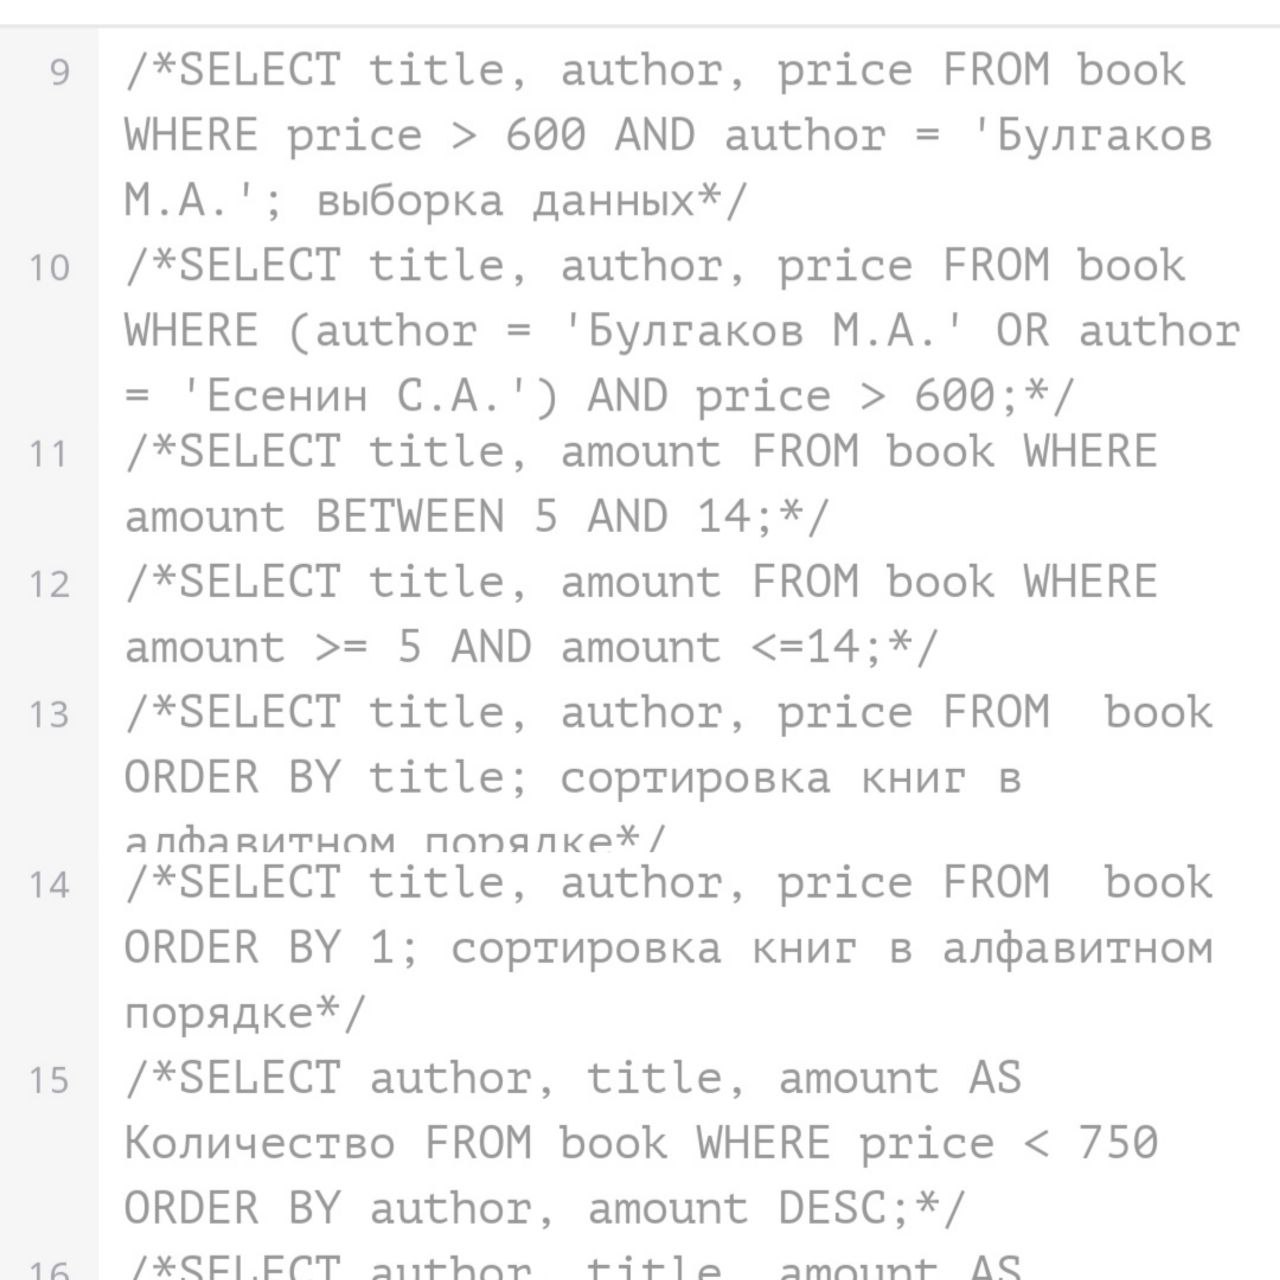 9 /*SELECT title, author, price FROM book
WHERE price > 600 AND author = 'Булгаков
М.А.'; выборка данных*/
10 /*SELECT title, author, price FROM book
WHERE (author = 'Булгаков М.А.' OR author
= 'Есенин С.А.') AND price > 600;*/
11 /*SELECT title, amount FROM book WHERE
amount BETWEEN 5 AND 14;*/
12 /*SELECT title, amount FROM book WHERE
amount >= 5 AND amount <=14;*/
13 /*SELECT title, author, price FROM  book
ORDER BY title; сортировка книг в
алфавитном порядке*/
14 /*SELECT title, author, price FROM  book
ORDER BY 1; сортировка книг в алфавитном
порядке*/
15 /*SELECT author, title, amount AS
Количество FROM book WHERE price < 750
ORDER BY author, amount DESC;*/
16 /*SELECT author, title, amount AS